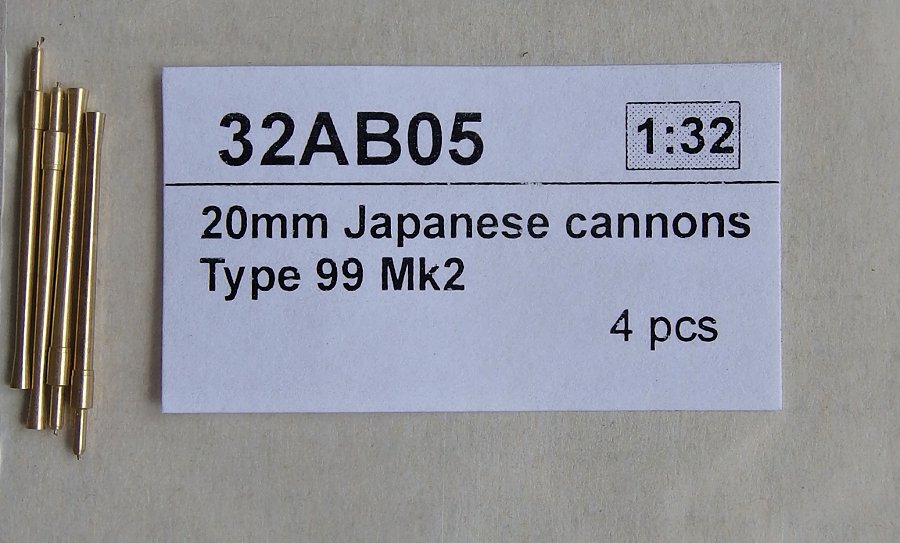 32AB05
1:32
20mm Japanese cannons
Type 99 Mk2
4 pcs